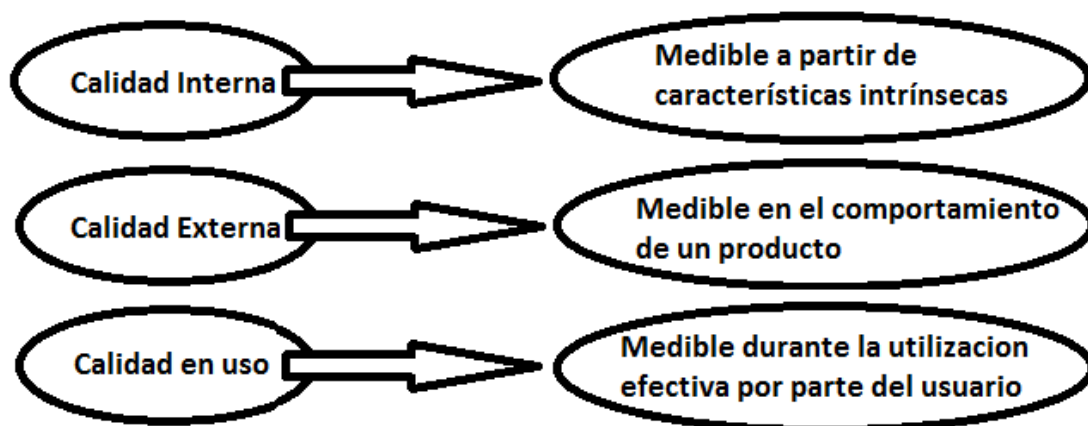 Calidad Interna
Medible a partir de
características intrínsecas
Calidad Externa
Medible en el comportamiento
de un producto
Calidad en uso
Medible durante la utilizacion
efectiva por parte del usuario